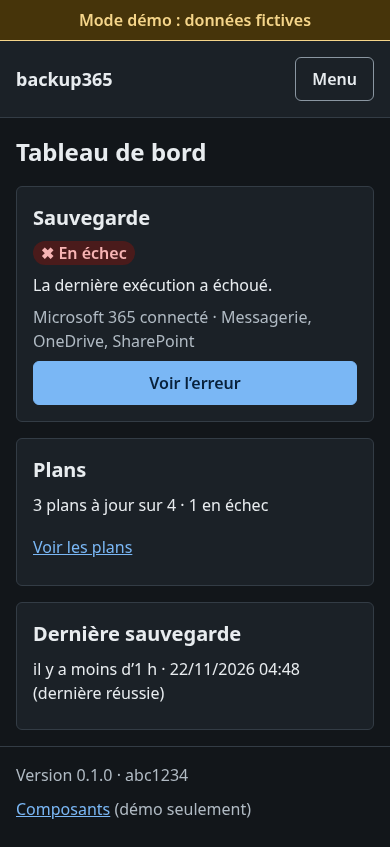 Mode démo : données fictives
backup365
Menu
Tableau de bord
Sauvegarde
✖ En échec
La dernière exécution a échoué.
Microsoft 365 connecté · Messagerie,
OneDrive, SharePoint
Voir l’erreur
Plans
3 plans à jour sur 4 · 1 en échec
Voir les plans
Dernière sauvegarde
il y a moins d’1 h · 22/11/2026 04:48
(dernière réussie)
Version 0.1.0 · abc1234
Composants (démo seulement)